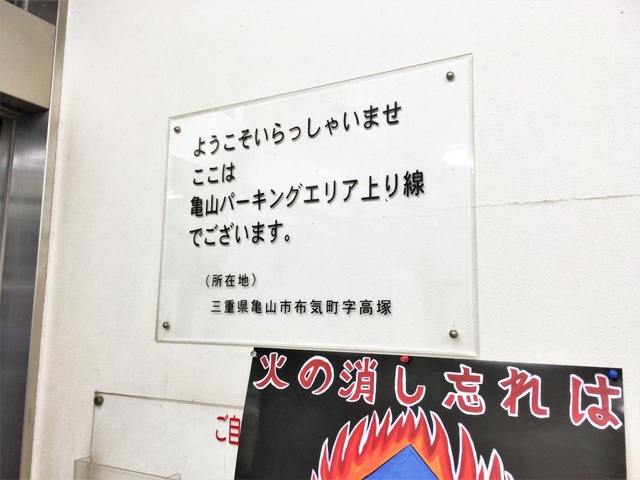 ようこそいらっしゃいませ
ここは
亀山パーキングエリア上り線
でございます。
（所在地）
三重県亀山市布気町字高塚
火の消し忘れは
ご自